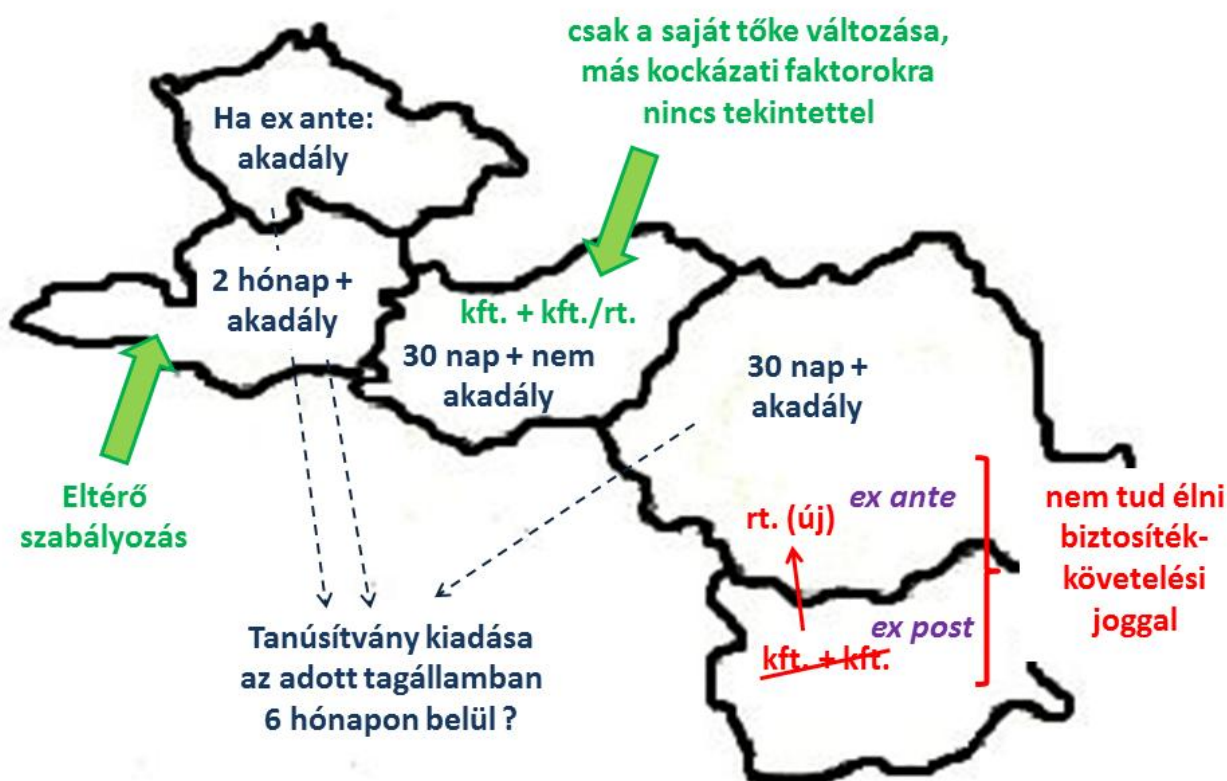 csak a saját tőke változása,
más kockázati faktorokra
nincs tekintettel
Ha ex ante:
akadály
2 hónap +
akadály
kft. + kft./rt.
30 nap + nem
akadály
30 nap +
akadály
Eltérő
szabályozás
ex ante
rt. (új)
ex post
kft. + kft.
nem tud élni
biztosíték-
követelési
joggal
Tanúsítvány kiadása
az adott tagállamban
6 hónapon belül ?